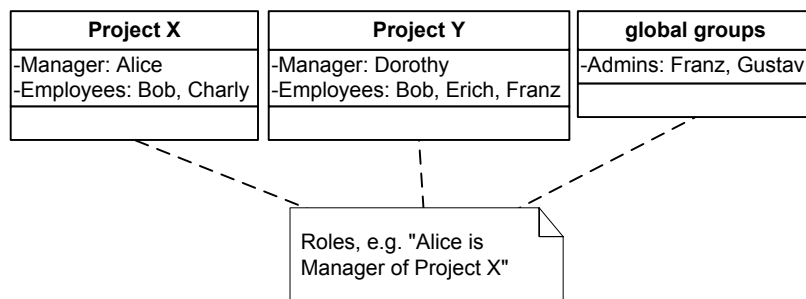 Project X
-Manager: Alice
-Employees: Bob, Charly
Project Y
-Manager: Dorothy
-Employees: Bob, Erich, Franz
global groups
-Admins: Franz, Gustav
Roles, e.g. "Alice is
Manager of Project X"